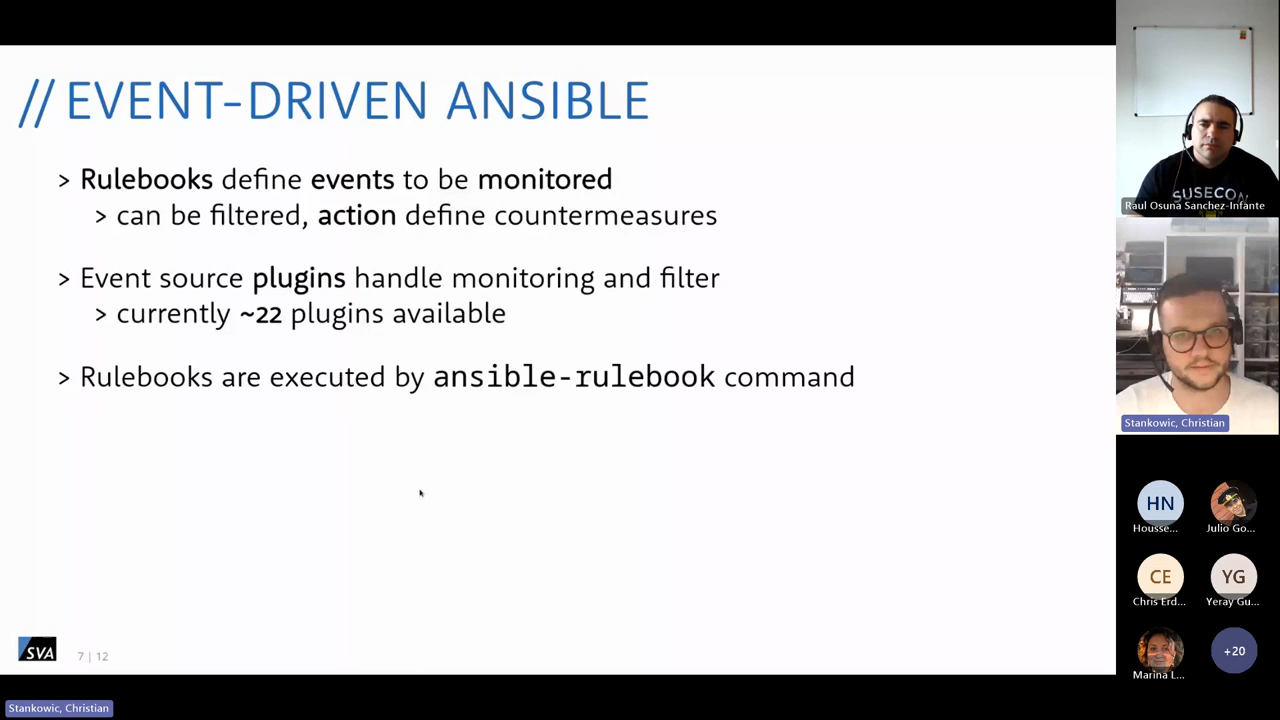 // EVENT-DRIVEN ANSIBLE
> Rulebooks define events to be monitored
> can be filtered, action define countermeasures
> Event source plugins handle monitoring and filter
> currently ~22 plugins available
> Rulebooks are executed by ansible-rulebook command
SVA
7 | 12
Stankowic, Christian
SUSECON
Raul Osuna Sanchez-Infante
Stankowic, Christian
HN
Housse...
Julio Go...
CE
YG
Chris Erd...
Yeray Gu...
+20
Marina L...